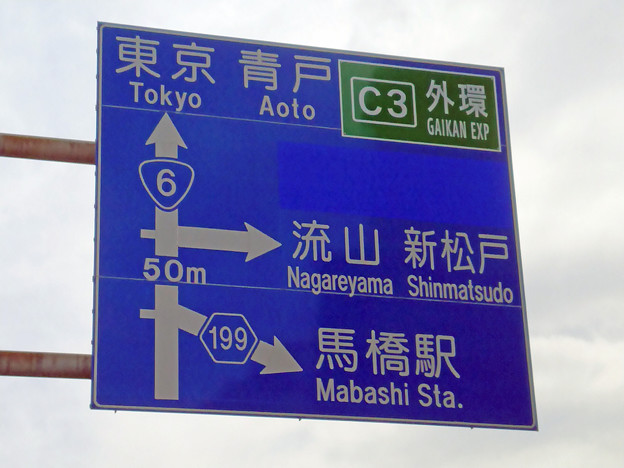 東京 青戸
Tokyo Aoto
C3 外環
GAIKAN EXP
6
流山 新松戸
Nagareyama Shinmatsudo
50m
199
馬橋駅
Mabashi Sta.